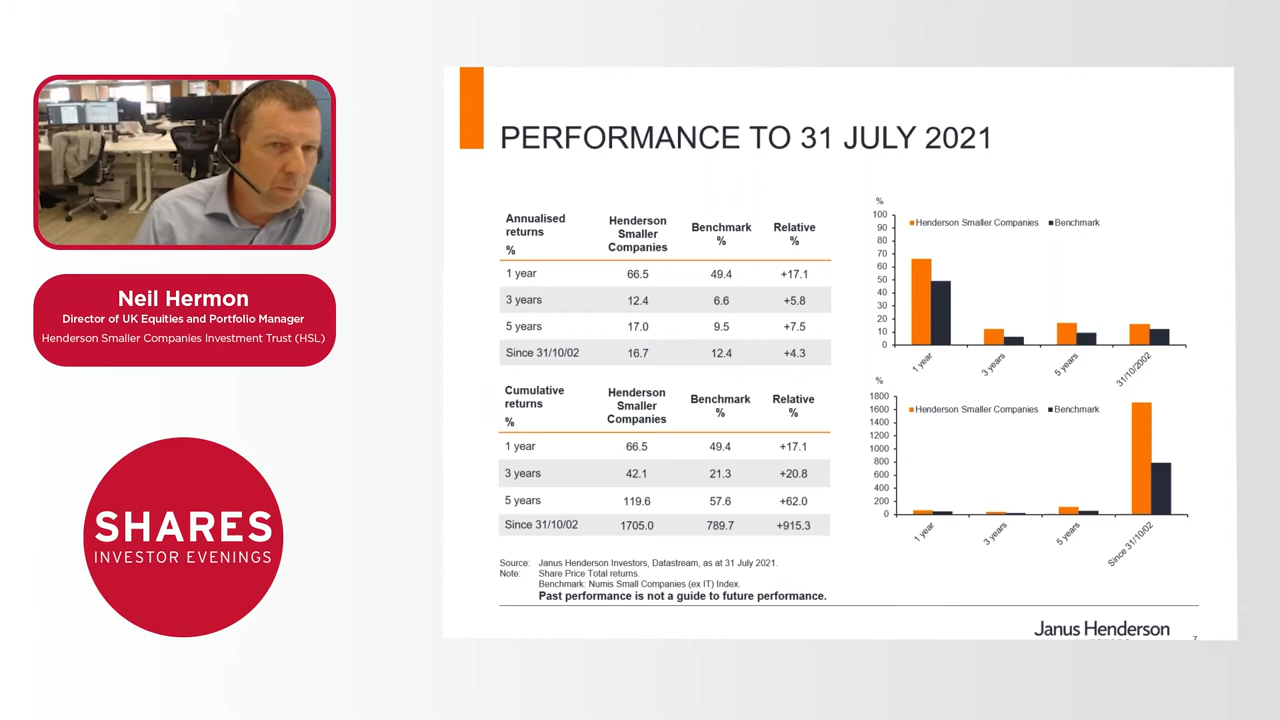 Neil Hermon
Director of UK Equities and Portfolio Manager
Henderson Smaller Companies Investment Trust (HSL)
SHARES
INVESTOR EVENINGS
PERFORMANCE TO 31 JULY 2021
Annualised returns % Henderson Smaller Companies Benchmark % Relative %
1 year 66.5 49.4 +17.1
3 years 12.4 6.6 +5.8
5 years 17.0 9.5 +7.5
Since 31/10/02 16.7 12.4 +4.3
Cumulative returns % Henderson Smaller Companies Benchmark % Relative %
1 year 66.5 49.4 +17.1
3 years 42.1 21.3 +20.8
5 years 119.6 57.6 +62.0
Since 31/10/02 1705.0 789.7 +915.3
%
100
90
80
70
60
50
40
30
20
10
0
Henderson Smaller Companies Benchmark
1 year 3 years 5 years 31/10/2002
%
1800
1600
1400
1200
1000
800
600
400
200
0
Henderson Smaller Companies Benchmark
1 year 3 years 5 years Since 31/10/02
Source: Janus Henderson Investors, Datastream, as at 31 July 2021.
Note: Share Price Total returns.
Benchmark: Numis Small Companies (ex IT) Index.
Past performance is not a guide to future performance.
Janus Henderson